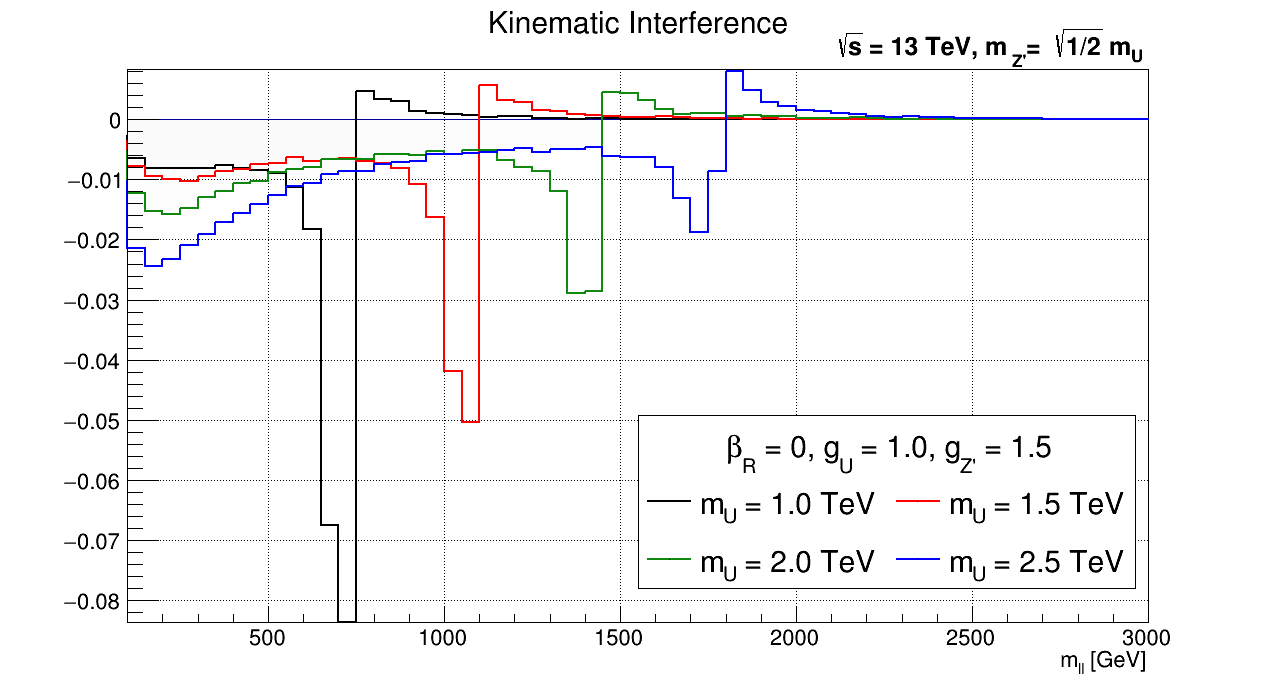 Kinematic Interference
√s = 13 TeV, m_Z'= √1/2 m_U
0
−0.01
−0.02
−0.03
−0.04
−0.05
−0.06
−0.07
−0.08
β_R = 0, g_U = 1.0, g_Z' = 1.5
m_U = 1.0 TeV m_U = 1.5 TeV
m_U = 2.0 TeV m_U = 2.5 TeV
500 1000 1500 2000 2500 3000
m_ll [GeV]